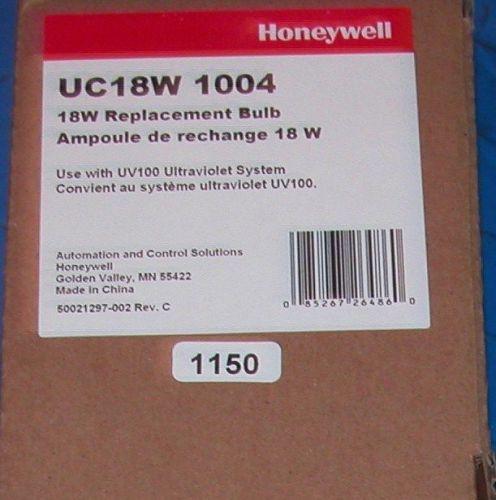 Honeywell
UC18W 1004
18W Replacement Bulb
Ampoule de rechange 18 W
Use with UV100 Ultraviolet System
Convient au système ultraviolet UV100.
Automation and Control Solutions
Honeywell
Golden Valley, MN 55422
Made in China
50021297-002 Rev. C
0 85267 26486 0
1150